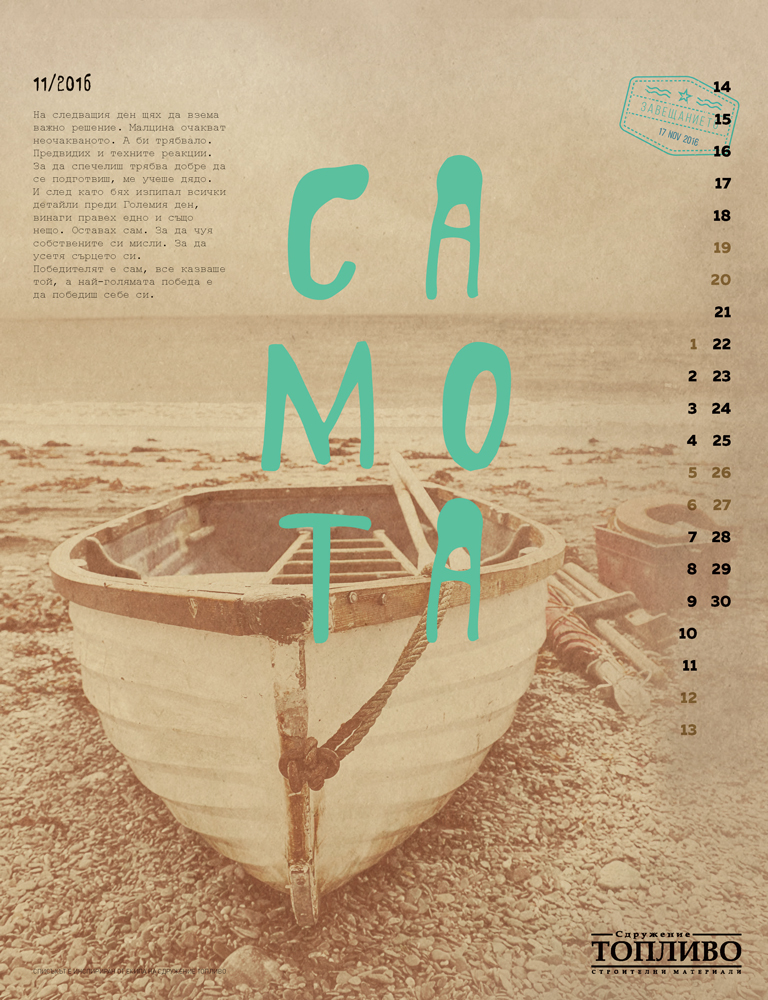 11/2016
На следващия ден щях да взема
важно решение. Малцина очакват
неочакваното. А би трябвало.
Предвидих и техните реакции.
За да спечелиш трябва добре да
се подготвиш, ме учеше дядо.
И след като бях изпипал всички
детайли преди Големия ден,
винаги правех едно и също
нещо. Оставах сам. За да чуя
собствените си мисли. За да
усетя сърцето си.
Победителят е сам, все казваше
той, а най-голямата победа е
да победиш себе си.
СА
МО
ТА
ЗАВЕЩАНИЕТО
17 NOV 2016
14
15
16
17
18
19
20
21
1 22
2 23
3 24
4 25
5 26
6 27
7 28
8 29
9 30
10
11
12
13
Сдружение
ТОПЛИВО
СТРОИТЕЛНИ МАТЕРИАЛИ